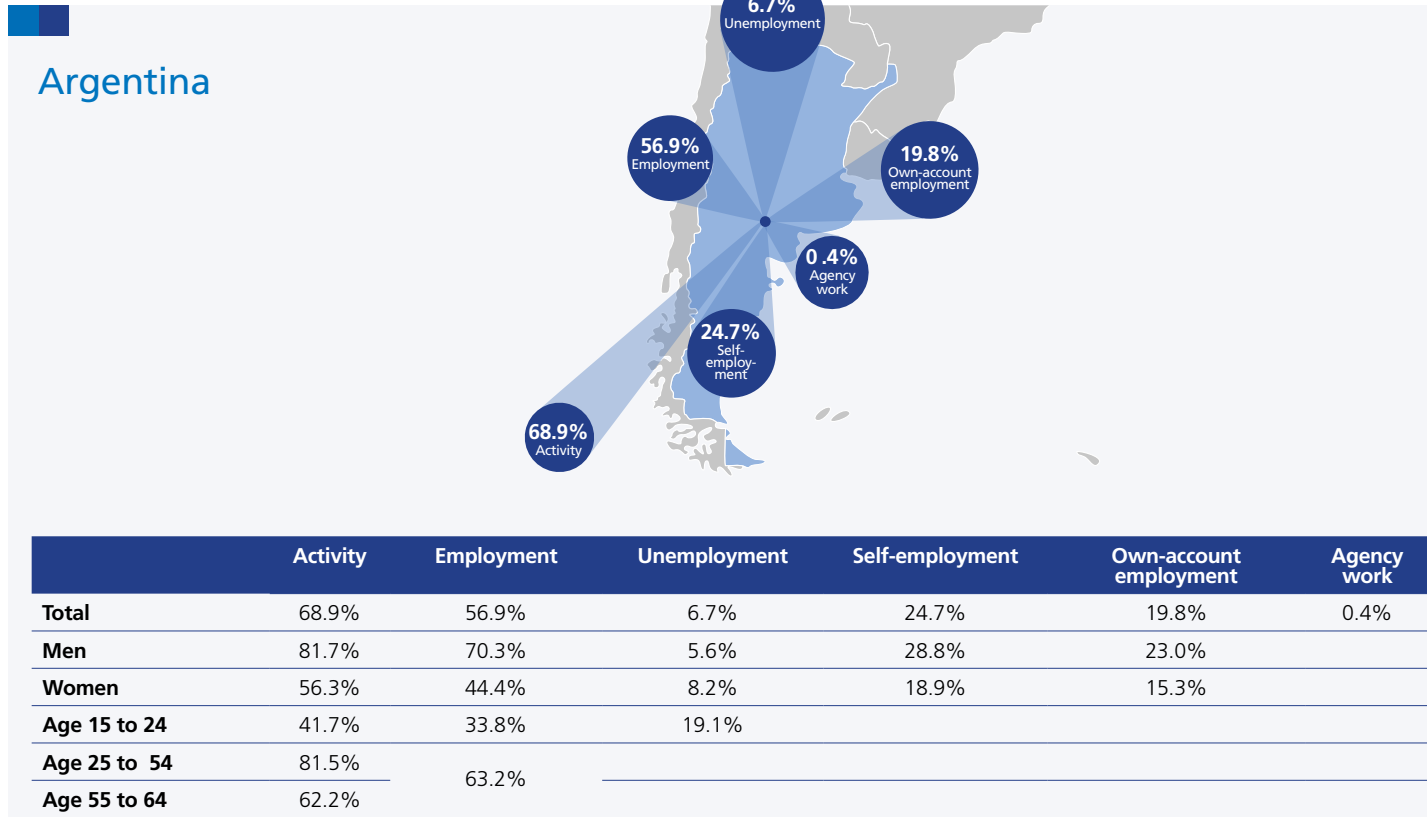 6.7%
Unemployment
Argentina
56.9%
Employment
19.8%
Own-account
employment
0.4%
Agency
work
24.7%
Self-
employ-
ment
68.9%
Activity
Activity Employment Unemployment Self-employment Own-account employment Agency work
Total 68.9% 56.9% 6.7% 24.7% 19.8% 0.4%
Men 81.7% 70.3% 5.6% 28.8% 23.0%
Women 56.3% 44.4% 8.2% 18.9% 15.3%
Age 15 to 24 41.7% 33.8% 19.1%
Age 25 to 54 81.5%
63.2%
Age 55 to 64 62.2%